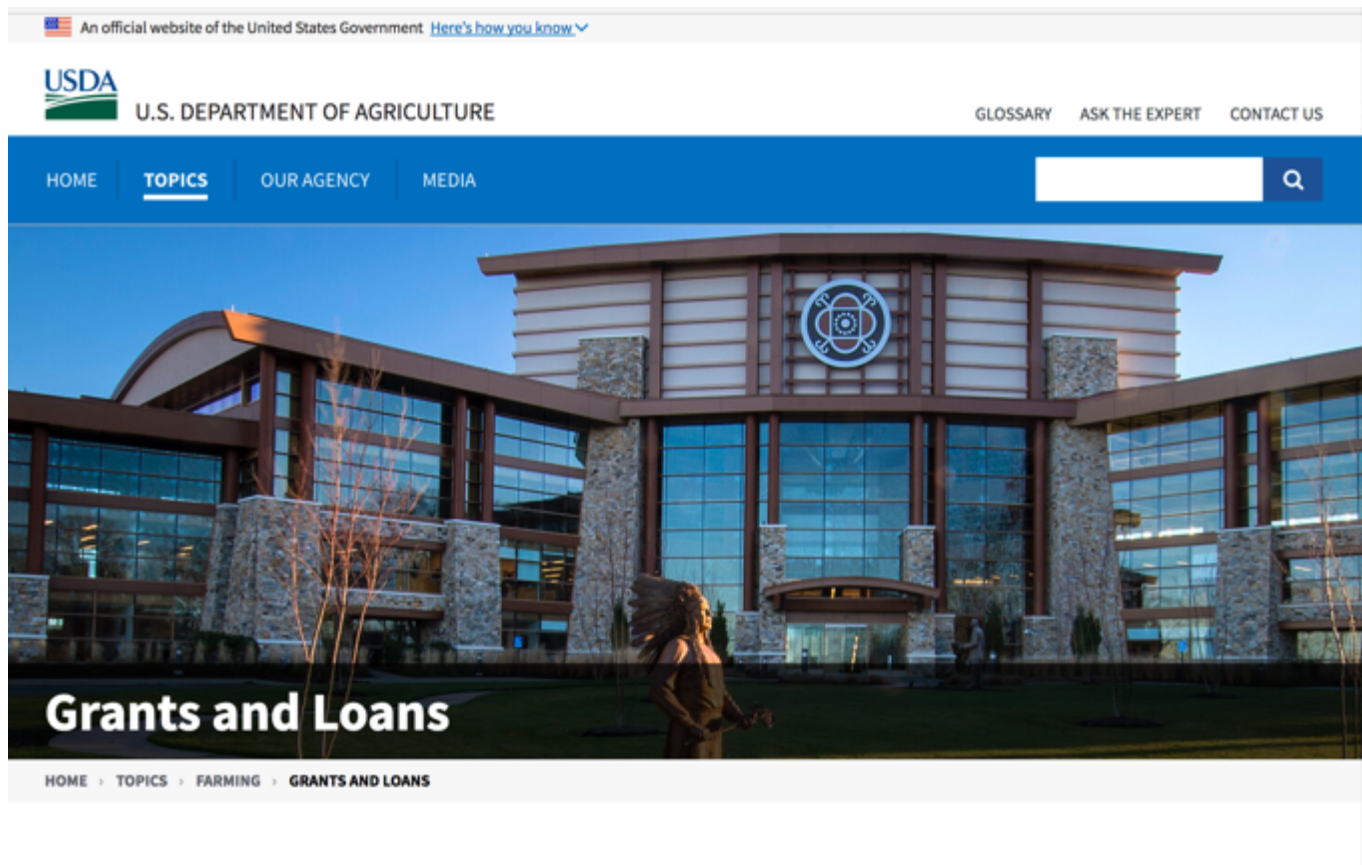 An official website of the United States Government Here's how you know
USDA
U.S. DEPARTMENT OF AGRICULTURE
GLOSSARY ASK THE EXPERT CONTACT US
HOME TOPICS OUR AGENCY MEDIA
Grants and Loans
HOME › TOPICS › FARMING › GRANTS AND LOANS